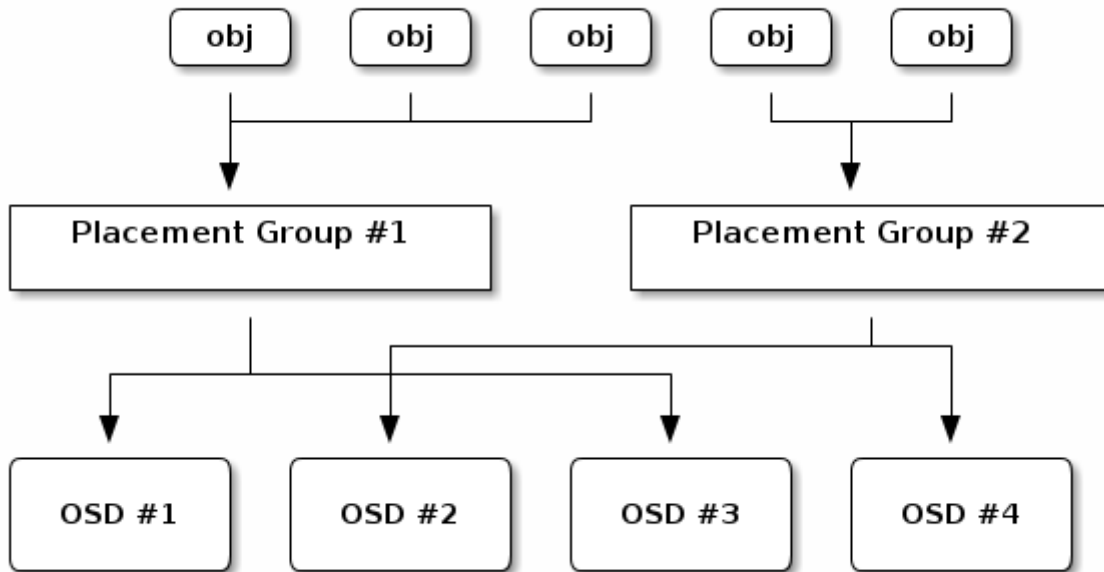 obj obj obj obj obj
Placement Group #1 Placement Group #2
OSD #1 OSD #2 OSD #3 OSD #4